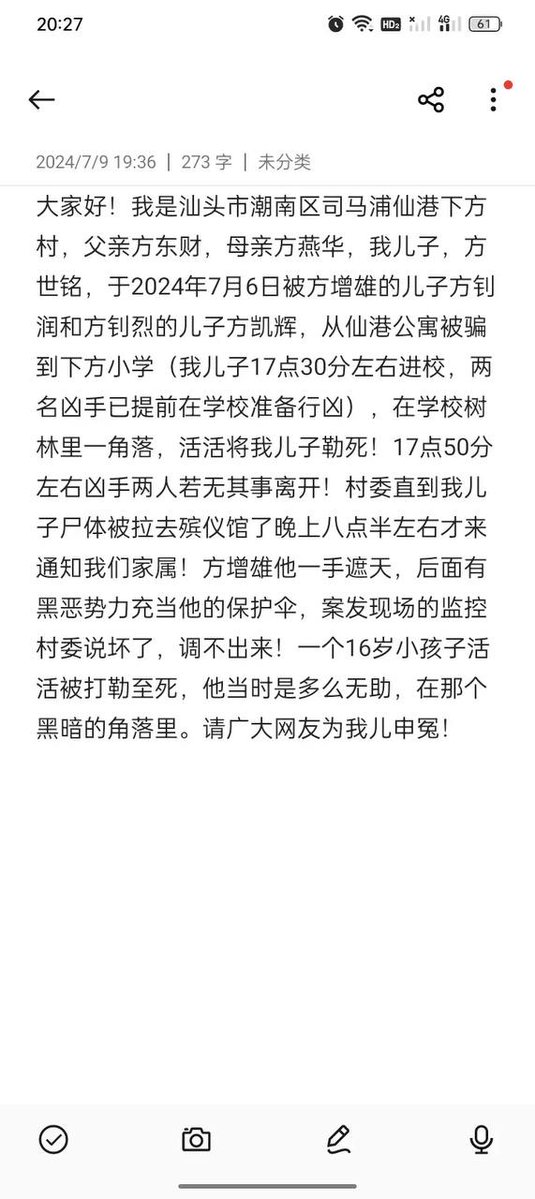 20:27
HD2
4G
61
2024/7/9 19:36 | 273 字 | 未分类
大家好！我是汕头市潮南区司马浦仙港下方
村，父亲方东财，母亲方燕华，我儿子，方
世铭，于2024年7月6日被方增雄的儿子方钊
润和方钊烈的儿子方凯辉，从仙港公寓被骗
到下方小学（我儿子17点30分左右进校，两
名凶手已提前在学校准备行凶），在学校树
林里一角落，活活将我儿子勒死！17点50分
左右凶手两人若无其事离开！村委直到我儿
子尸体被拉去殡仪馆了晚上八点半左右才来
通知我们家属！方增雄他一手遮天，后面有
黑恶势力充当他的保护伞，案发现场的监控
村委说坏了，调不出来！一个16岁小孩子活
活被打勒至死，他当时是多么无助，在那个
黑暗的角落里。请广大网友为我儿申冤！